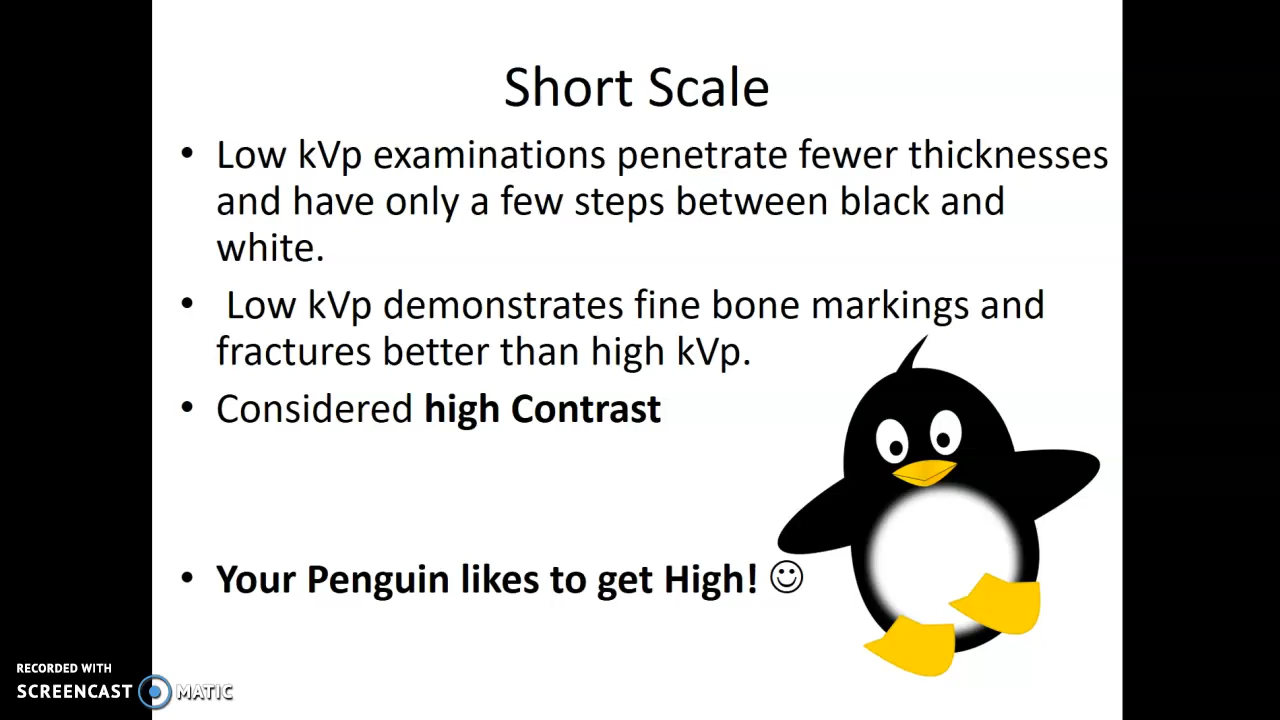 Short Scale
• Low kVp examinations penetrate fewer thicknesses
and have only a few steps between black and
white.
• Low kVp demonstrates fine bone markings and
fractures better than high kVp.
• Considered high Contrast
• Your Penguin likes to get High! ☺
RECORDED WITH
SCREENCAST MATIC